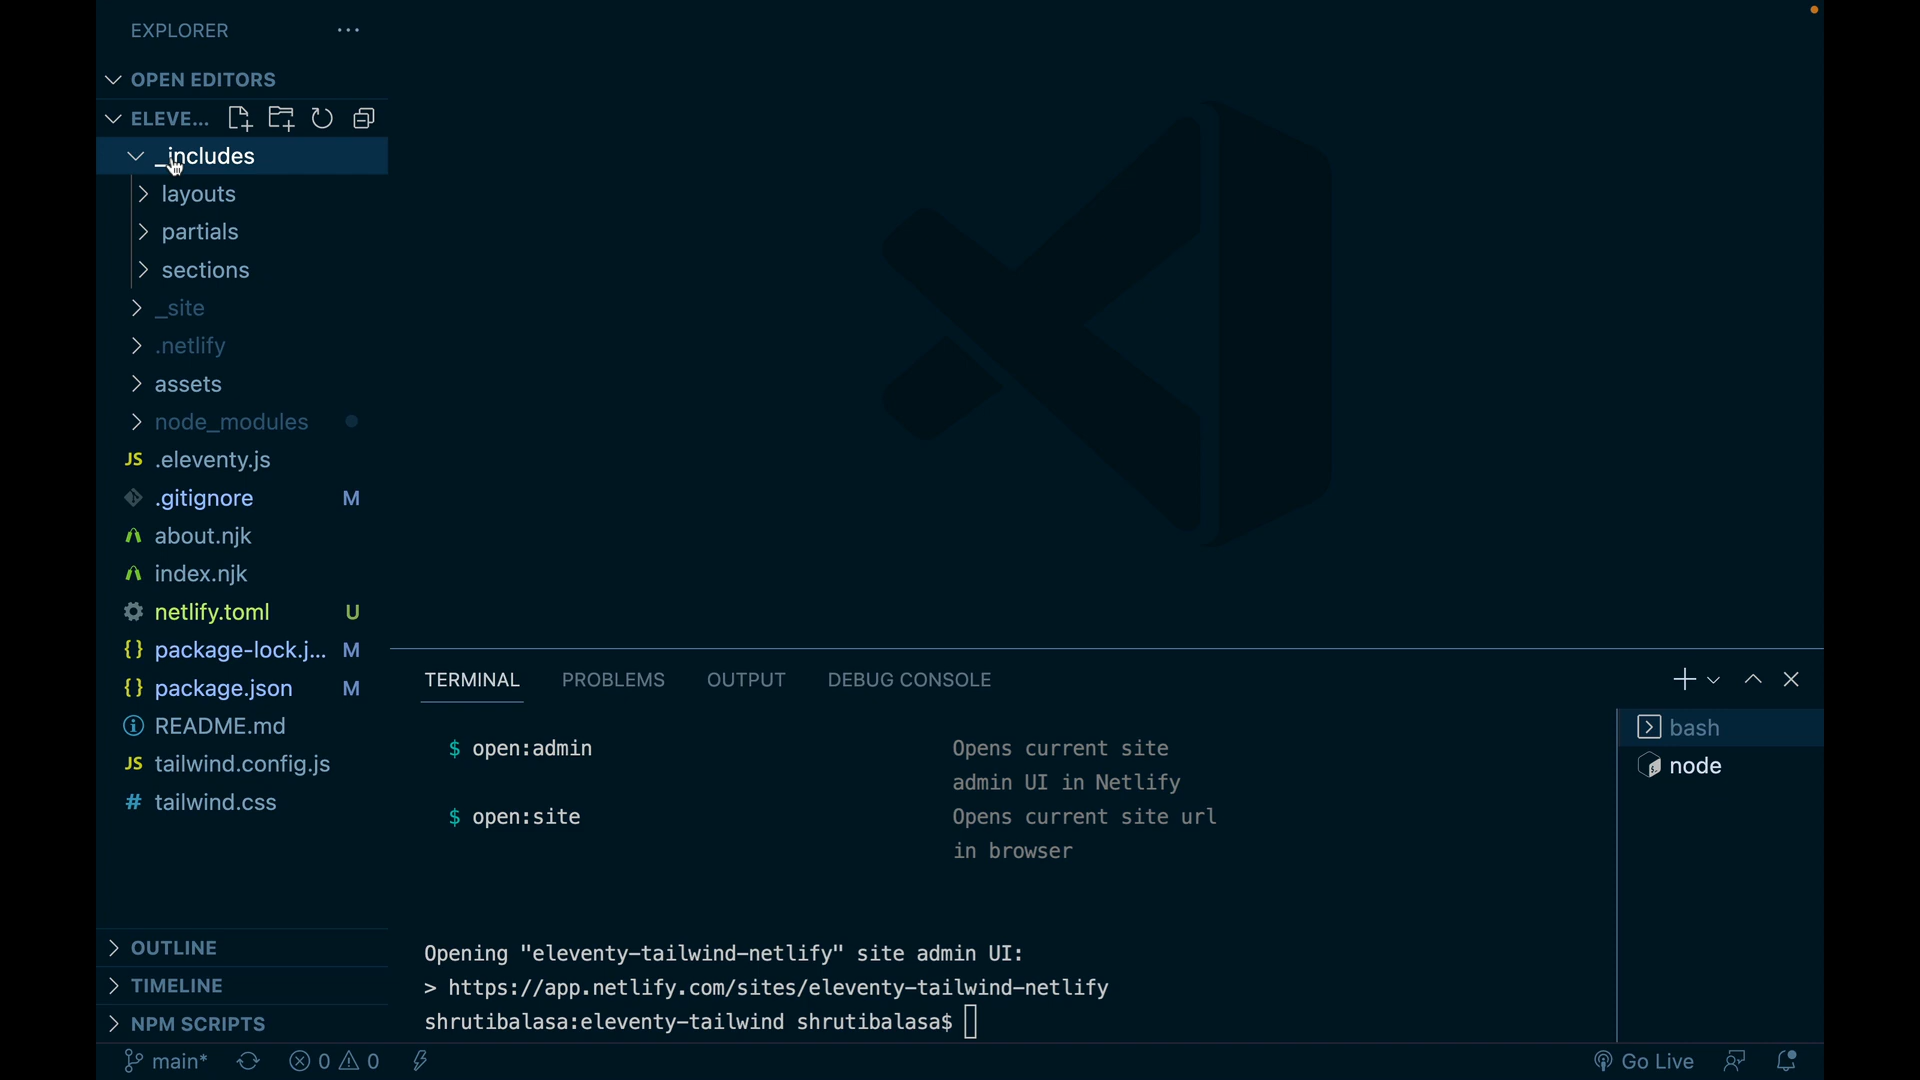 EXPLORER
OPEN EDITORS
ELEVE...
_includes
layouts
partials
sections
_site
.netlify
assets
node_modules
JS .eleventy.js
.gitignore M
about.njk
index.njk
netlify.toml U
{} package-lock.j... M
{} package.json M
README.md
JS tailwind.config.js
# tailwind.css
OUTLINE
TIMELINE
NPM SCRIPTS
TERMINAL PROBLEMS OUTPUT DEBUG CONSOLE
$ open:admin Opens current site
admin UI in Netlify
$ open:site Opens current site url
in browser
Opening "eleventy-tailwind-netlify" site admin UI:
> https://app.netlify.com/sites/eleventy-tailwind-netlify
shrutibalasa:eleventy-tailwind shrutibalasa$
bash
node
main* 0 0 Go Live